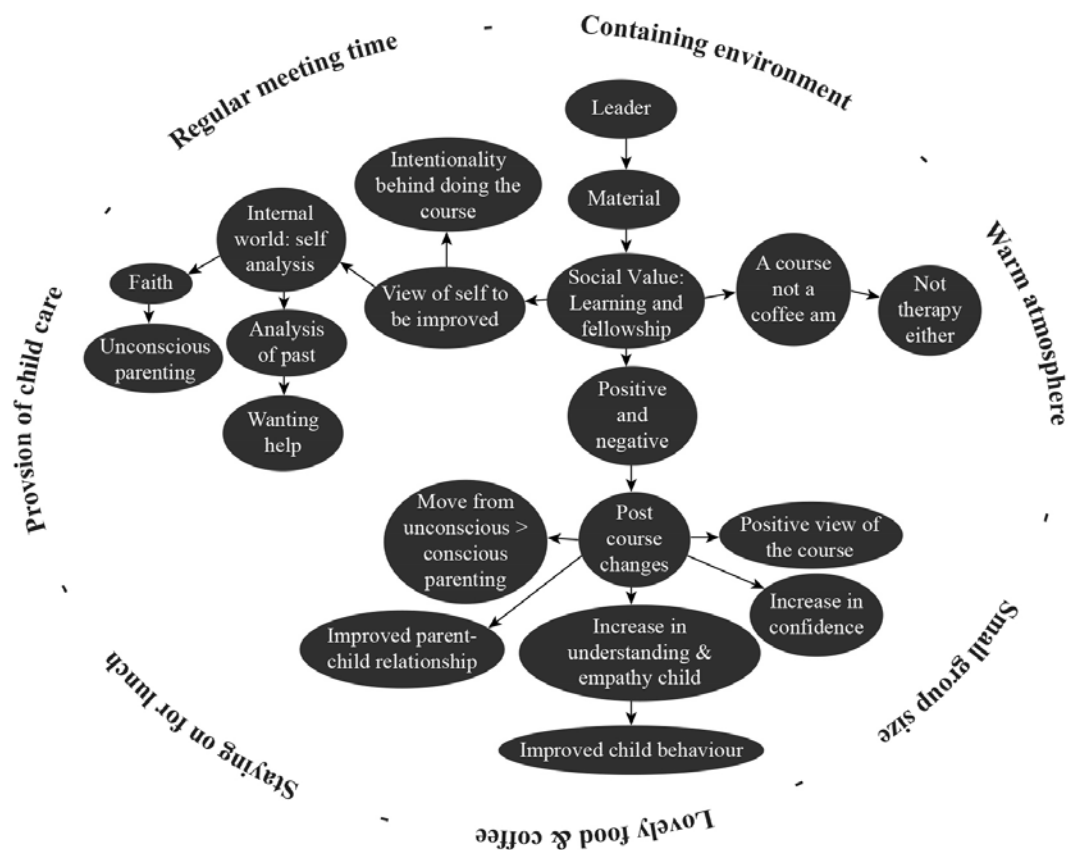 Regular meeting time
Containing environment
Warm atmosphere
Small group size
Lovely food & coffee
Staying on for lunch
Provsion of child care
Leader
Material
Intentionality
behind doing the
course
Internal
world: self
analysis
Faith
Unconscious
parenting
Analysis
of past
Wanting
help
View of self to
be improved
Social Value:
Learning and
fellowship
A course
not a
coffee am
Not
therapy
either
Positive
and
negative
Post
course
changes
Move from
unconscious >
conscious
parenting
Positive view of
the course
Increase in
confidence
Improved parent-
child relationship
Increase in
understanding &
empathy child
Improved child behaviour